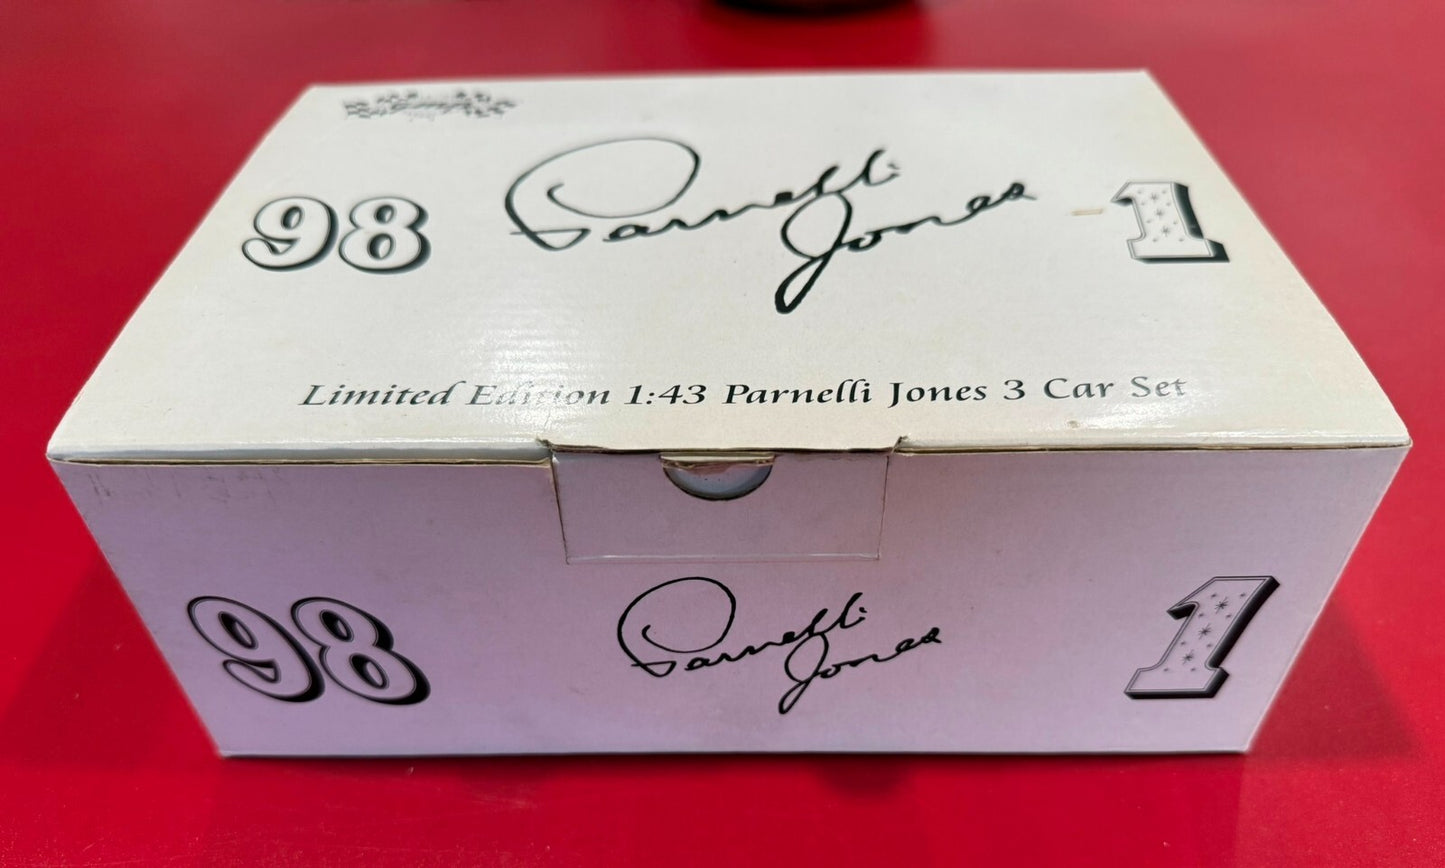 98 Parnelli Jones 1
Limited Edition 1:43 Parnelli Jones 3 Car Set
98 Parnelli Jones 1